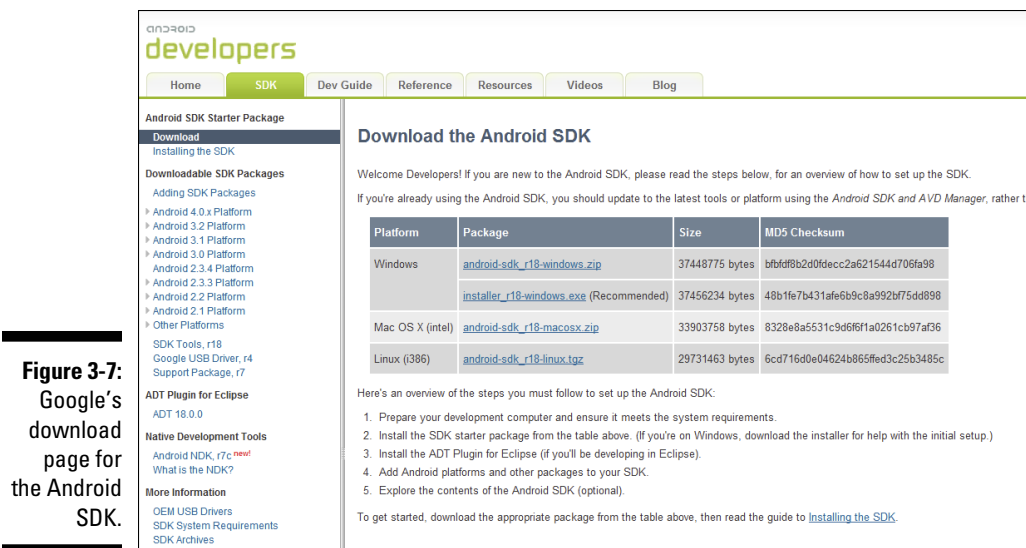 ANDROID
developers
Home SDK Dev Guide Reference Resources Videos Blog
Android SDK Starter Package
Download
Installing the SDK
Downloadable SDK Packages
Adding SDK Packages
Android 4.0.x Platform
Android 3.2 Platform
Android 3.1 Platform
Android 3.0 Platform
Android 2.3.4 Platform
Android 2.3.3 Platform
Android 2.2 Platform
Android 2.1 Platform
Other Platforms
SDK Tools, r18
Google USB Driver, r4
Support Package, r7
ADT Plugin for Eclipse
ADT 18.0.0
Native Development Tools
Android NDK, r7c new!
What is the NDK?
More Information
OEM USB Drivers
SDK System Requirements
SDK Archives
Download the Android SDK
Welcome Developers! If you are new to the Android SDK, please read the steps below, for an overview of how to set up the SDK.
If you're already using the Android SDK, you should update to the latest tools or platform using the Android SDK and AVD Manager, rather t
Platform Package Size MD5 Checksum
Windows android-sdk_r18-windows.zip 37448775 bytes bfbfdf8b2d0fdecc2a621544d706fa98
installer_r18-windows.exe (Recommended) 37456234 bytes 48b1fe7b431afe6b9c8a992bf75dd898
Mac OS X (intel) android-sdk_r18-macosx.zip 33903758 bytes 8328e8a5531c9d6f6f1a0261cb97af36
Linux (i386) android-sdk_r18-linux.tgz 29731463 bytes 6cd716d0e04624b865ffed3c25b3485c
Here's an overview of the steps you must follow to set up the Android SDK:
1. Prepare your development computer and ensure it meets the system requirements.
2. Install the SDK starter package from the table above. (If you're on Windows, download the installer for help with the initial setup.)
3. Install the ADT Plugin for Eclipse (if you'll be developing in Eclipse).
4. Add Android platforms and other packages to your SDK.
5. Explore the contents of the Android SDK (optional).
To get started, download the appropriate package from the table above, then read the guide to Installing the SDK.
Figure 3-7:
Google's
download
page for
the Android
SDK.